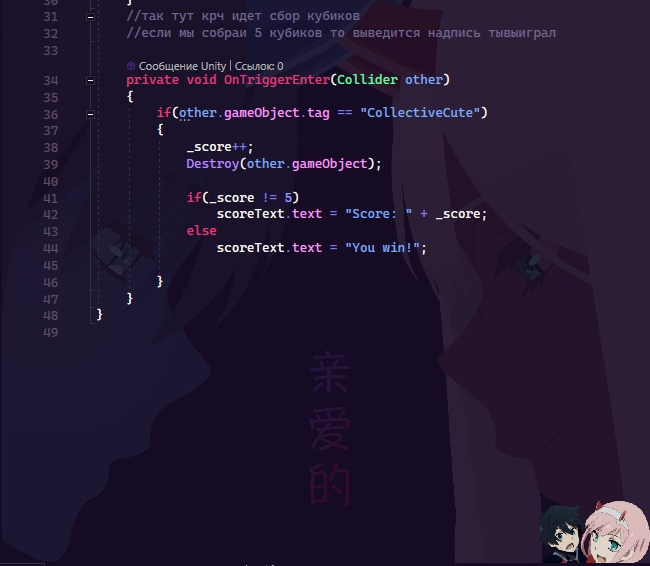 30 }
31 //так тут крч идет сбор кубиков
32 //если мы собраи 5 кубиков то выведится надпись тывыиграл
33
Сообщение Unity | Ссылок: 0
34 private void OnTriggerEnter(Collider other)
35 {
36 if(other.gameObject.tag == "CollectiveCute")
37 {
38 _score++;
39 Destroy(other.gameObject);
40
41 if(_score != 5)
42 scoreText.text = "Score: " + _score;
43 else
44 scoreText.text = "You win!";
45
46 }
47 }
48 }
49
亲
爱
的